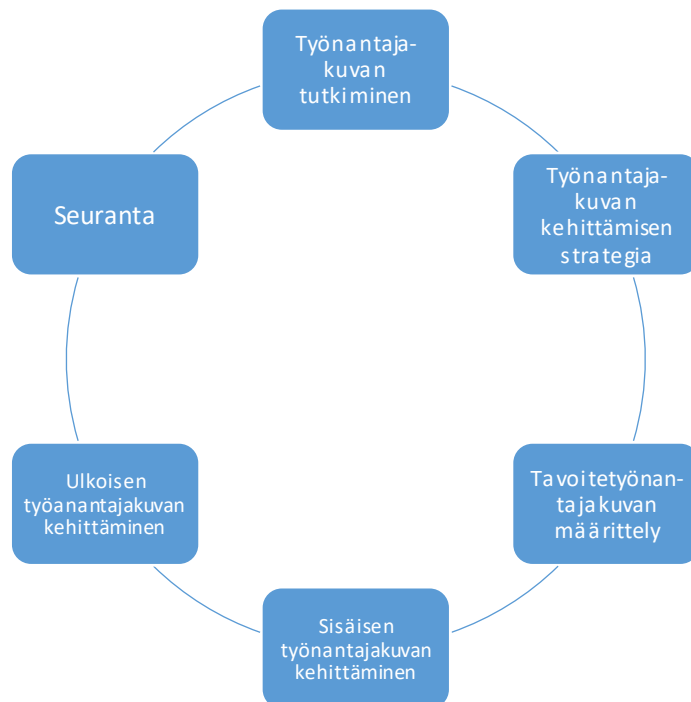 Työnantaja-
kuvan
tutkiminen
Työnantaja-
kuvan
kehittämisen
strategia
Tavoitetyönan-
tajakuvan
määrittely
Sisäisen
työnantajakuvan
kehittäminen
Ulkoisen
työanantajakuvan
kehittäminen
Seuranta